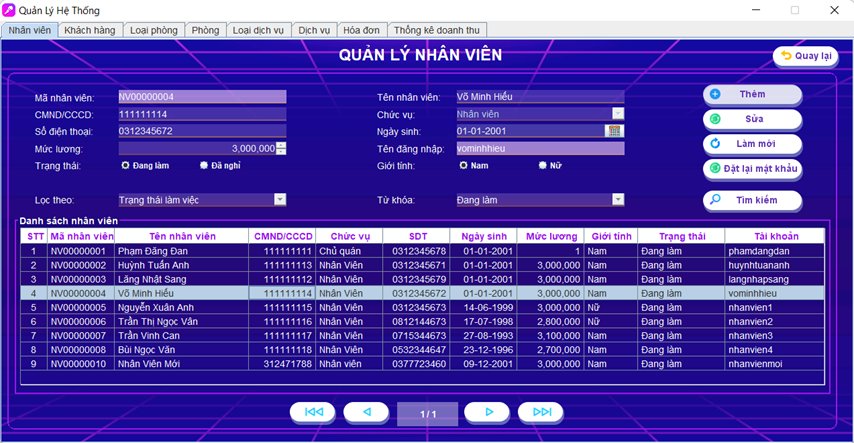 Quản Lý Hệ Thống
Nhân viên Khách hàng Loại phòng Phòng Loại dịch vụ Dịch vụ Hóa đơn Thống kê doanh thu
QUẢN LÝ NHÂN VIÊN
Quay lại
Mã nhân viên: NV00000004 Tên nhân viên: Võ Minh Hiếu Thêm
CMND/CCCD: 111111114 Chức vụ: Nhân viên Sửa
Số điện thoại: 0312345672 Ngày sinh: 01-01-2001
Mức lương: 3,000,000 Tên đăng nhập: vominhhieu Làm mới
Trạng thái: Đang làm Đã nghỉ Giới tính: Nam Nữ Đặt lại mật khẩu
Lọc theo: Trạng thái làm việc Từ khóa: Đang làm Tìm kiếm
Danh sách nhân viên
STT Mã nhân viên Tên nhân viên CMND/CCCD Chức vụ SDT Ngày sinh Mức lương Giới tính Trạng thái Tài khoản
1 NV00000001 Phạm Đăng Đan 111111111 Chủ quán 0312345678 01-01-2001 1 Nam Đang làm phamdangdan
2 NV00000002 Huỳnh Tuấn Anh 111111113 Nhân Viên 0312345671 01-01-2001 3,000,000 Nam Đang làm huynhtuananh
3 NV00000003 Lăng Nhật Sang 111111112 Nhân Viên 0312345679 01-01-2001 3,000,000 Nam Đang làm langnhapsang
4 NV00000004 Võ Minh Hiếu 111111114 Nhân Viên 0312345672 01-01-2001 3,000,000 Nam Đang làm vominhhieu
5 NV00000005 Nguyễn Xuân Anh 111111115 Nhân viên 0312345673 14-06-1999 3,000,000 Nữ Đang làm nhanvien1
6 NV00000006 Trần Thị Ngọc Vân 111111116 Nhân viên 0812144673 17-07-1998 2,800,000 Nữ Đang làm nhanvien2
7 NV00000007 Trần Vinh Can 111111117 Nhân viên 0715344673 27-08-1993 3,100,000 Nam Đang làm nhanvien3
8 NV00000008 Bùi Ngọc Văn 111111118 Nhân viên 0532344647 23-12-1996 2,700,000 Nam Đang làm nhanvien4
9 NV00000010 Nhân Viên Mới 312471788 Nhân viên 0377723460 09-12-2001 3,000,000 Nam Đang làm nhanvienmoi
1/1